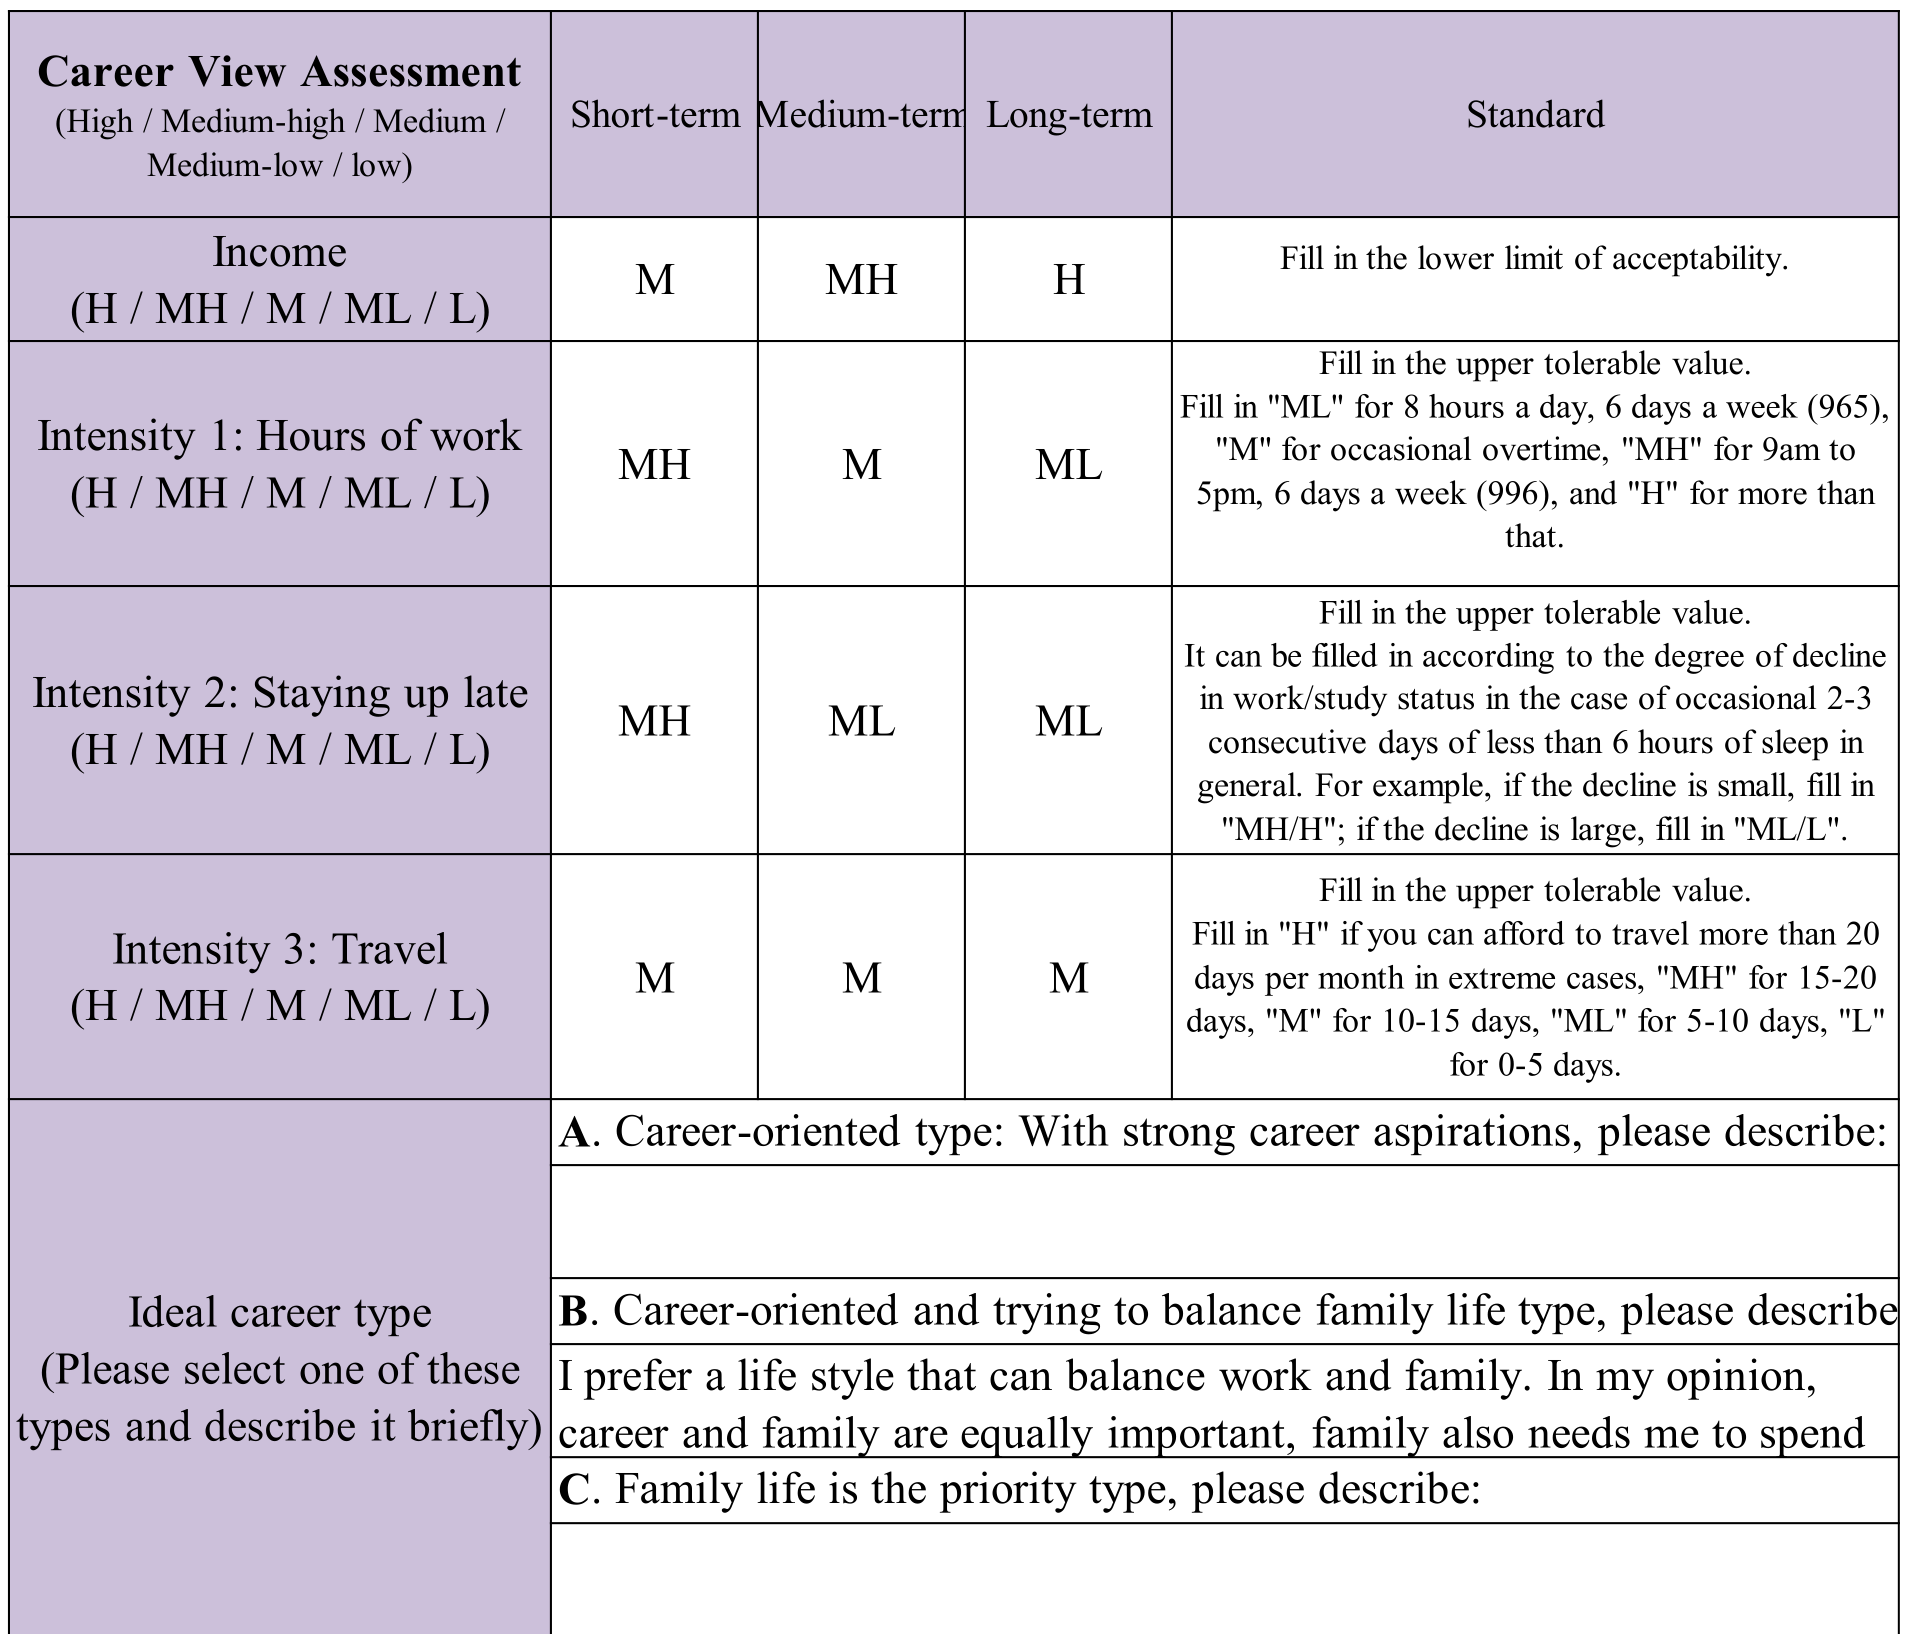 Career View Assessment
(High / Medium-high / Medium /
Medium-low / low)
Short-term
Medium-term
Long-term
Standard
Income
(H / MH / M / ML / L)
M
MH
H
Fill in the lower limit of acceptability.
Intensity 1: Hours of work
(H / MH / M / ML / L)
MH
M
ML
Fill in the upper tolerable value.
Fill in "ML" for 8 hours a day, 6 days a week (965),
"M" for occasional overtime, "MH" for 9am to
5pm, 6 days a week (996), and "H" for more than
that.
Intensity 2: Staying up late
(H / MH / M / ML / L)
MH
ML
ML
Fill in the upper tolerable value.
It can be filled in according to the degree of decline
in work/study status in the case of occasional 2-3
consecutive days of less than 6 hours of sleep in
general. For example, if the decline is small, fill in
"MH/H"; if the decline is large, fill in "ML/L".
Intensity 3: Travel
(H / MH / M / ML / L)
M
M
M
Fill in the upper tolerable value.
Fill in "H" if you can afford to travel more than 20
days per month in extreme cases, "MH" for 15-20
days, "M" for 10-15 days, "ML" for 5-10 days, "L"
for 0-5 days.
Ideal career type
(Please select one of these
types and describe it briefly)
A. Career-oriented type: With strong career aspirations, please describe:
B. Career-oriented and trying to balance family life type, please describe
I prefer a life style that can balance work and family. In my opinion,
career and family are equally important, family also needs me to spend
C. Family life is the priority type, please describe: